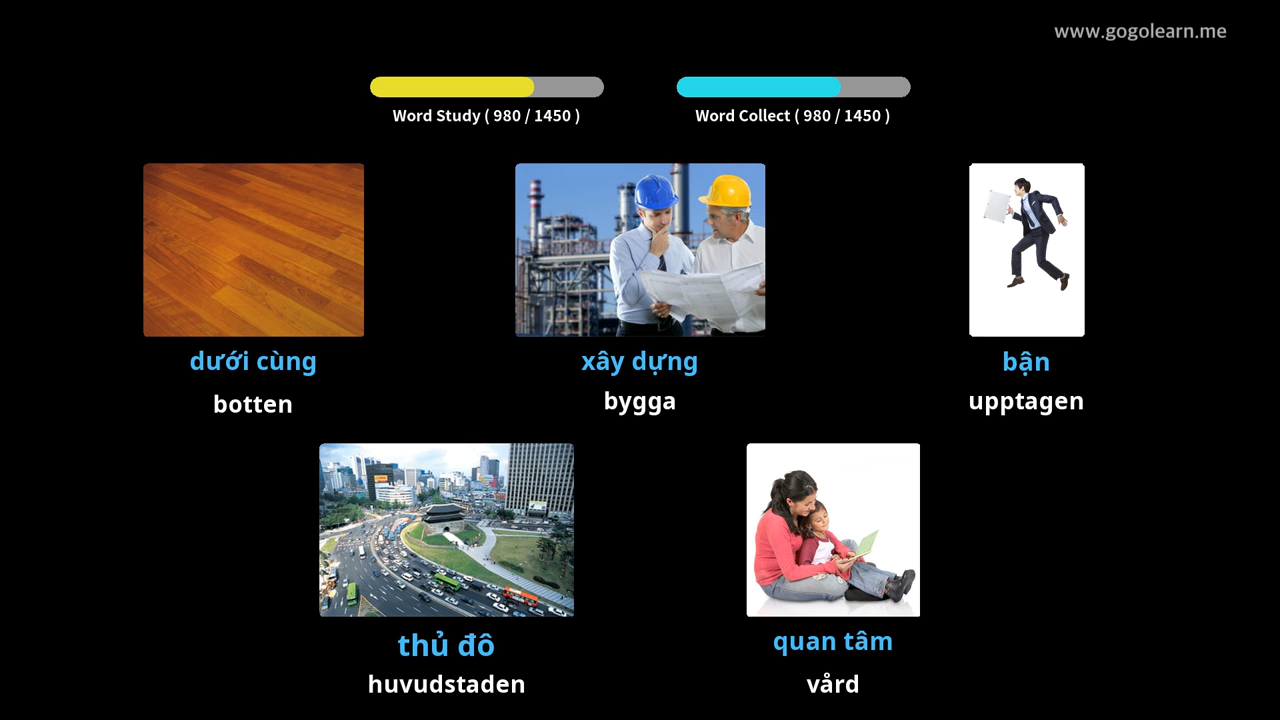 www.gogolearn.me
Word Study ( 980 / 1450 )
Word Collect ( 980 / 1450 )
dưới cùng
botten
xây dựng
bygga
bận
upptagen
thủ đô
huvudstaden
quan tâm
vård